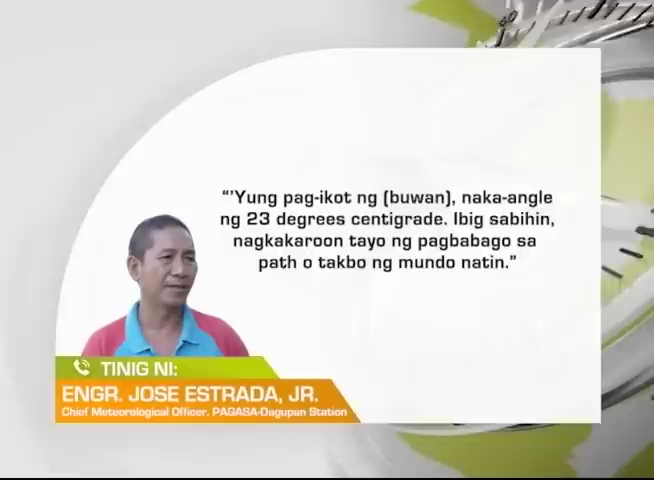 “’Yung pag-ikot ng (buwan), naka-angle
ng 23 degrees centigrade. Ibig sabihin,
nagkakaroon tayo ng pagbabago sa
path o takbo ng mundo natin.”
TINIG NI:
ENGR. JOSE ESTRADA, JR.
Chief Meteorological Officer, PAGASA-Dagupan Station